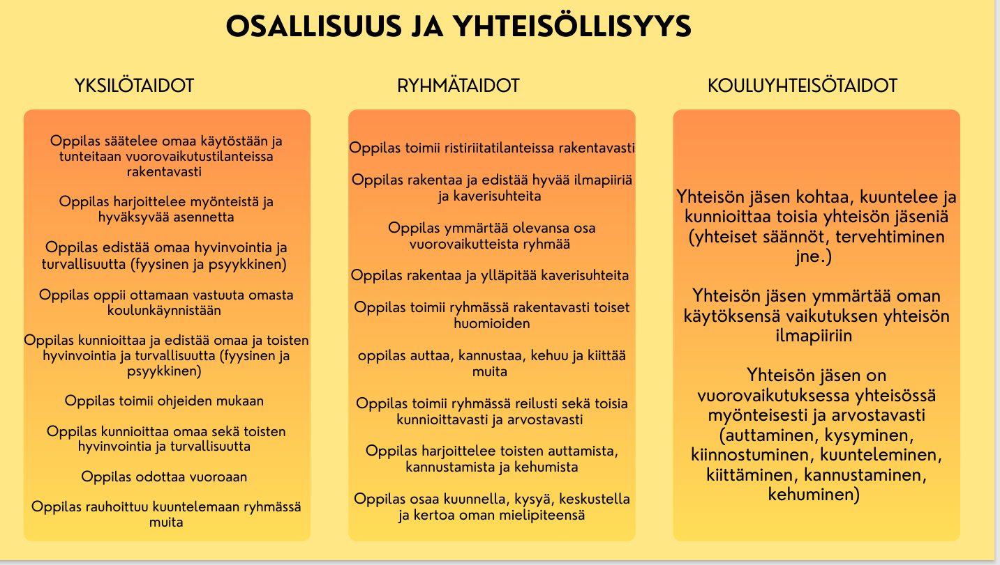 OSALLISUUS JA YHTEISÖLLISYYS
YKSILÖTAIDOT
Oppilas säätelee omaa käytöstään ja
tunteitaan vuorovaikutustilanteissa
rakentavasti
Oppilas harjoittelee myönteistä ja
hyväksyvää asennetta
Oppilas edistää omaa hyvinvointia ja
turvallisuutta (fyysinen ja psyykkinen)
Oppilas oppii ottamaan vastuuta omasta
koulunkäynnistään
Oppilas kunnioittaa ja edistää omaa ja toisten
hyvinvointia ja turvallisuutta (fyysinen ja
psyykkinen)
Oppilas toimii ohjeiden mukaan
Oppilas kunnioittaa omaa sekä toisten
hyvinvointia ja turvallisuutta
Oppilas odottaa vuoroaan
Oppilas rauhoittuu kuuntelemaan ryhmässä
muita
RYHMÄTAIDOT
Oppilas toimii ristiriitatilanteissa rakentavasti
Oppilas rakentaa ja edistää hyvää ilmapiiriä
ja kaverisuhteita
Oppilas ymmärtää olevansa osa
vuorovaikutteista ryhmää
Oppilas rakentaa ja ylläpitää kaverisuhteita
Oppilas toimii ryhmässä rakentavasti toiset
huomioiden
oppilas auttaa, kannustaa, kehuu ja kiittää
muita
Oppilas toimii ryhmässä reilusti sekä toisia
kunnioittavasti ja arvostavasti
Oppilas harjoittelee toisten auttamista,
kannustamista ja kehumista
Oppilas osaa kuunnella, kysyä, keskustella
ja kertoa oman mielipiteensä
KOULUYHTEISÖTAIDOT
Yhteisön jäsen kohtaa, kuuntelee ja
kunnioittaa toisia yhteisön jäseniä
(yhteiset säännöt, tervehtiminen
jne.)
Yhteisön jäsen ymmärtää oman
käytöksensä vaikutuksen yhteisön
ilmapiiriin
Yhteisön jäsen on
vuorovaikutuksessa yhteisössä
myönteisesti ja arvostavasti
(auttaminen, kysyminen,
kiinnostuminen, kuunteleminen,
kiittäminen, kannustaminen,
kehuminen)